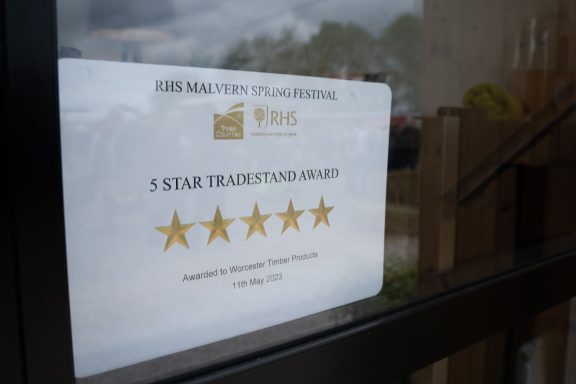 RHS MALVERN SPRING FESTIVAL
Three Counties
RHS
5 STAR TRADESTAND AWARD
Awarded to Worcester Timber Products
11th May 2023